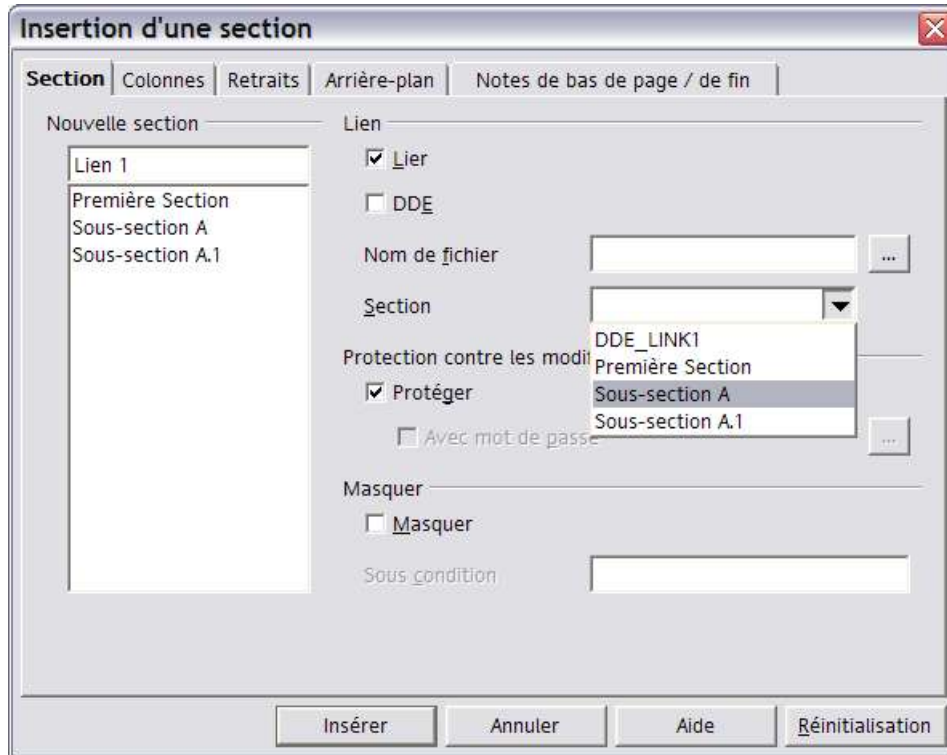 Insertion d'une section
Section Colonnes Retraits Arrière-plan Notes de bas de page / de fin
Nouvelle section
Lien 1
Première Section
Sous-section A
Sous-section A.1
Lien
Lier
DDE
Nom de fichier ...
Section
DDE_LINK1
Première Section
Sous-section A
Sous-section A.1
Protection contre les modif
Protéger
Avec mot de passe ...
Masquer
Masquer
Sous condition
Insérer Annuler Aide Réinitialisation